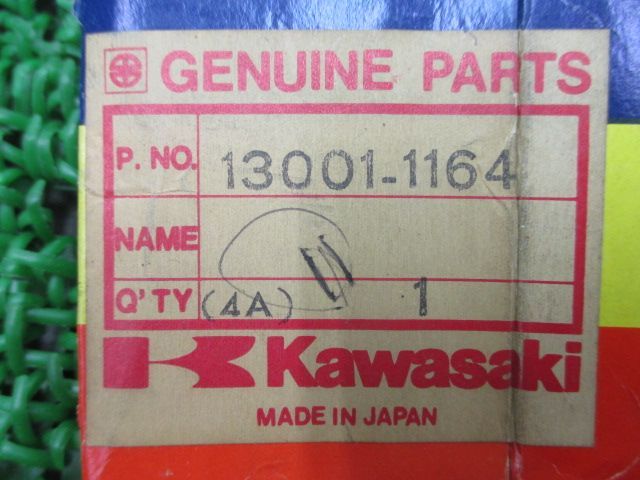 GENUINE PARTS
P. NO. 13001-1164
NAME
Q'TY (4A) 1
Kawasaki
MADE IN JAPAN